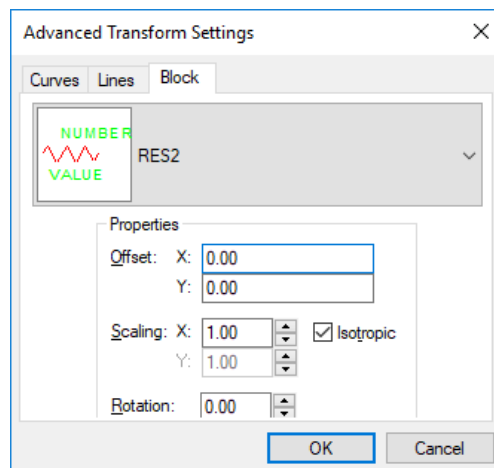 Advanced Transform Settings
Curves Lines Block
NUMBER
VALUE
RES2
Properties
Offset: X: 0.00
Y: 0.00
Scaling: X: 1.00 Isotropic
Y: 1.00
Rotation: 0.00
OK Cancel